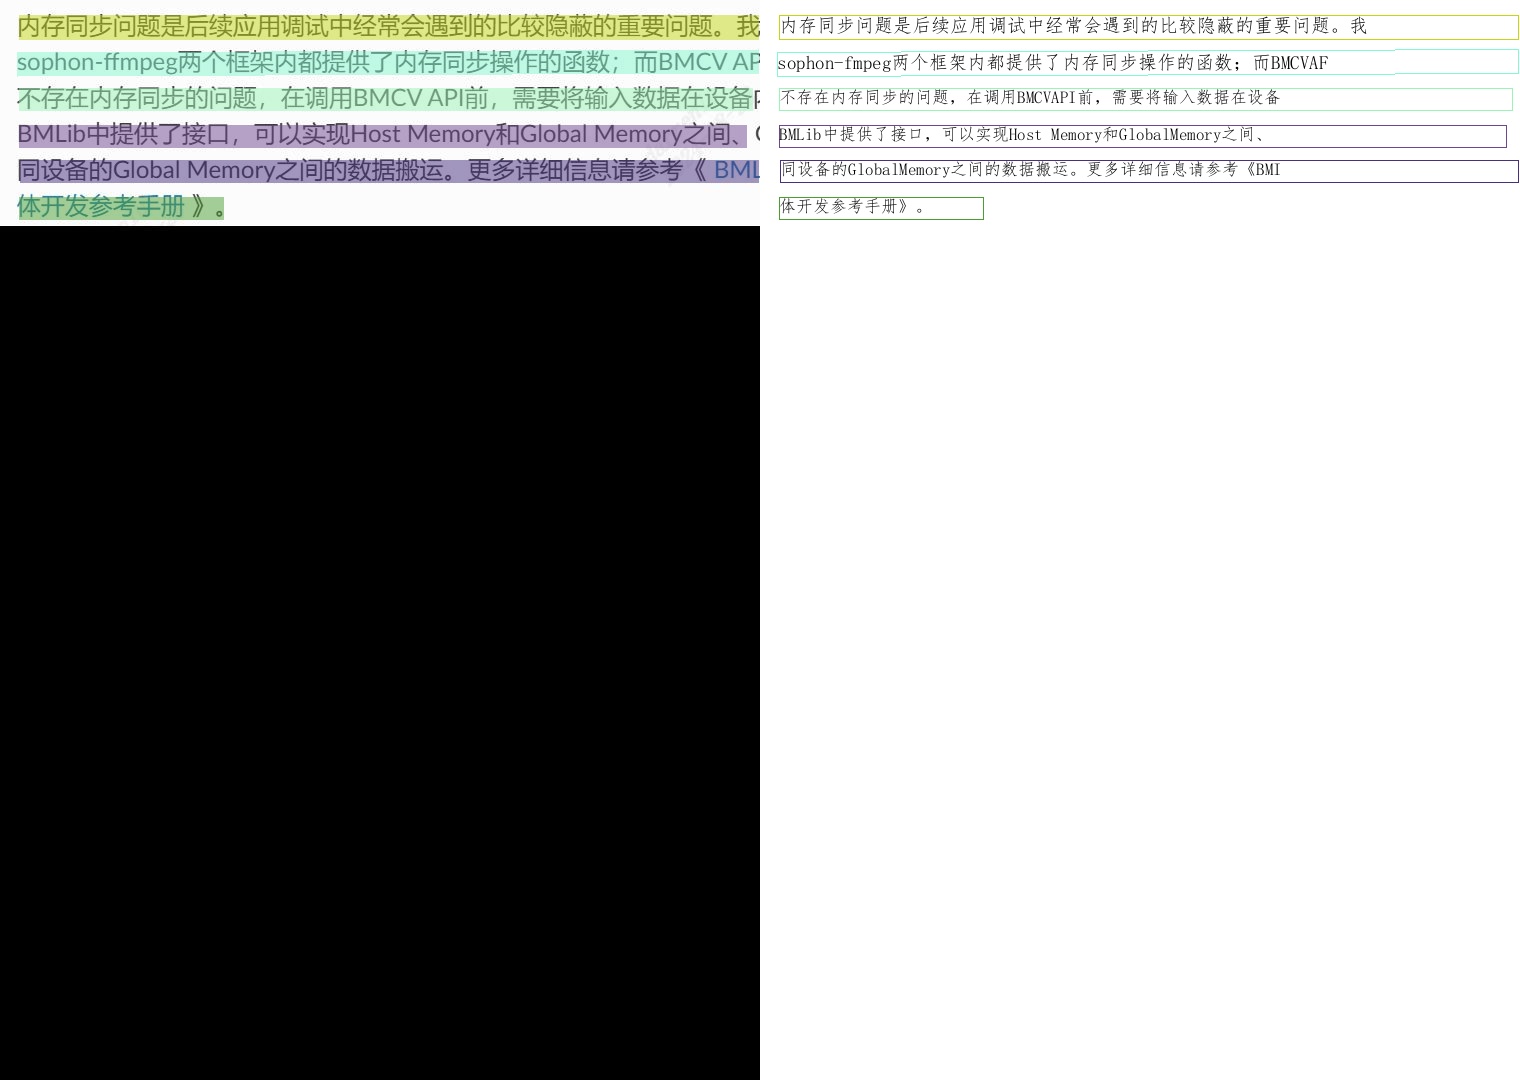 内存同步问题是后续应用调试中经常会遇到的比较隐蔽的重要问题。我
sophon-ffmpeg两个框架内都提供了内存同步操作的函数；而BMCV AP
不存在内存同步的问题，在调用BMCV API前，需要将输入数据在设备
BMLib中提供了接口，可以实现Host Memory和Global Memory之间、
同设备的Global Memory之间的数据搬运。更多详细信息请参考《 BML
体开发参考手册 》。
内存同步问题是后续应用调试中经常会遇到的比较隐蔽的重要问题。我
sophon-fmpeg两个框架内都提供了内存同步操作的函数；而BMCVAF
不存在内存同步的问题，在调用BMCVAPI前，需要将输入数据在设备
BMLib中提供了接口，可以实现Host Memory和GlobalMemory之间、
同设备的GlobalMemory之间的数据搬运。更多详细信息请参考《BMI
体开发参考手册》。